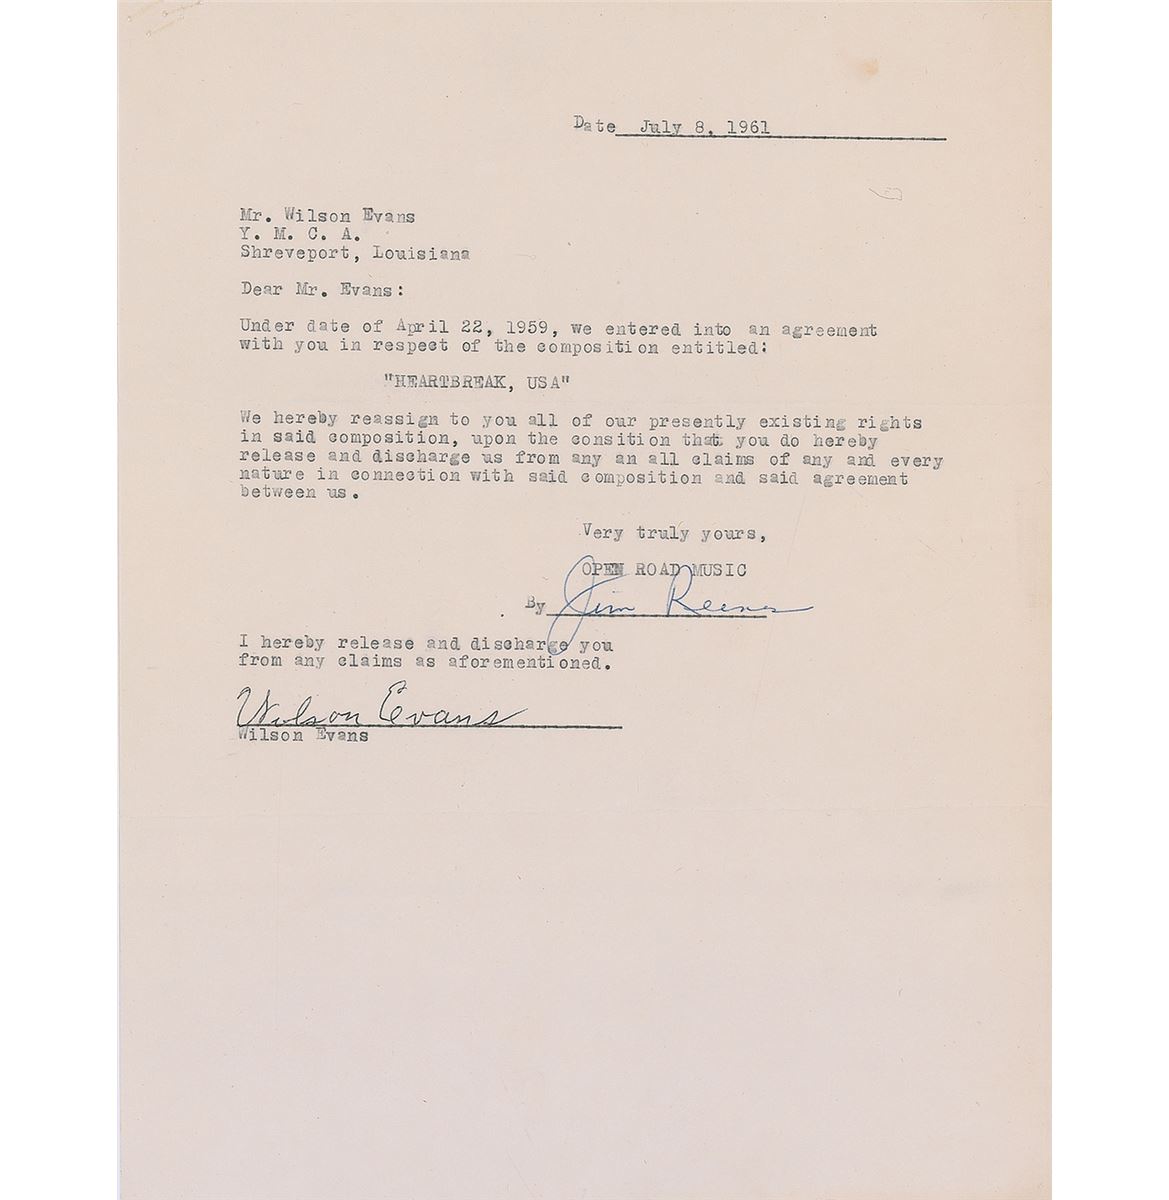 Date July 8, 1961
Mr. Wilson Evans
Y. M. C. A.
Shreveport, Louisiana
Dear Mr. Evans:
Under date of April 22, 1959, we entered into an agreement
with you in respect of the composition entitled:
"HEARTBREAK, USA"
We hereby reassign to you all of our presently existing rights
in said composition, upon the consition that you do hereby
release and discharge us from any an all claims of any and every
nature in connection with said composition and said agreement
between us.
Very truly yours,
OPEN ROAD MUSIC
By Jim Reeves
I hereby release and discharge you
from any claims as aforementioned.
Wilson Evans
Wilson Evans